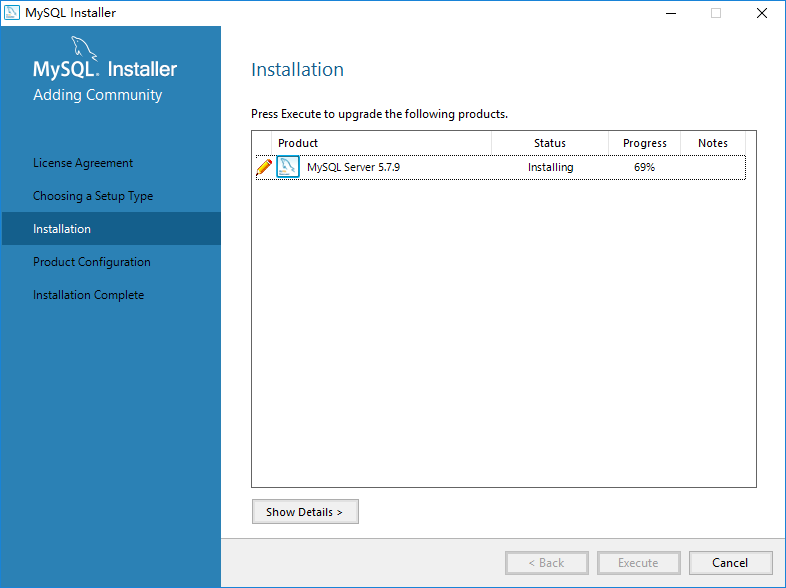 MySQL Installer
MySQL. Installer
Adding Community
License Agreement
Choosing a Setup Type
Installation
Product Configuration
Installation Complete
Installation
Press Execute to upgrade the following products.
Product Status Progress Notes
MySQL Server 5.7.9 Installing 69%
Show Details >
< Back Execute Cancel